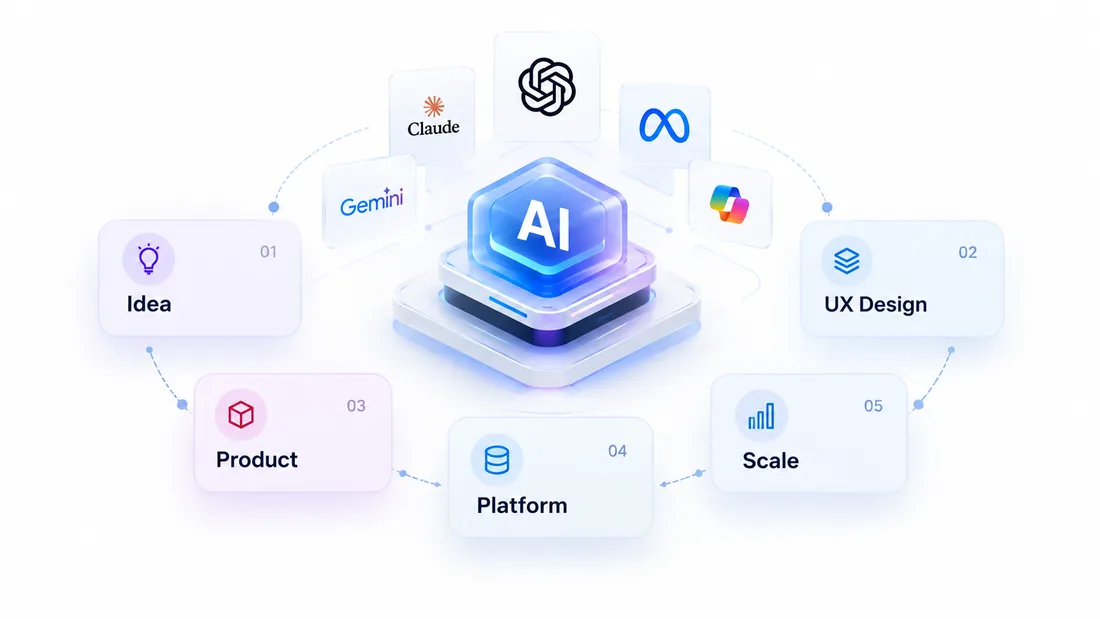 Claude
Gemini
AI
01
Idea
02
UX Design
03
Product
04
Platform
05
Scale